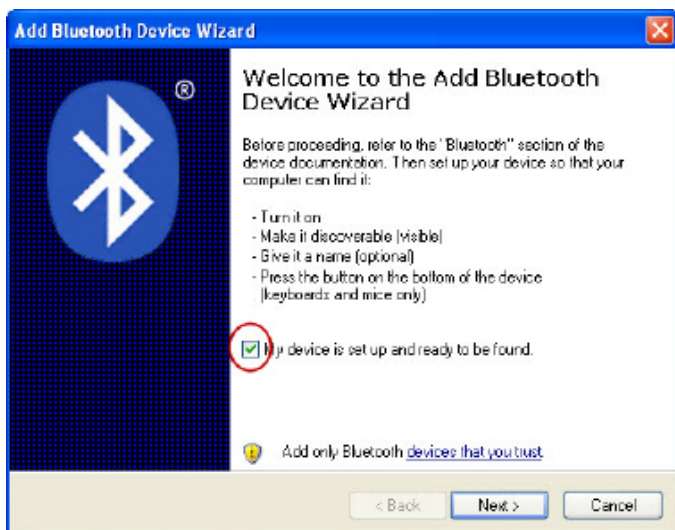 Add Bluetooth Device Wizard
®
Welcome to the Add Bluetooth
Device Wizard
Before proceeding, refer to the "Bluetooth" section of the
device documentation. Then set up your device so that your
computer can find it:
- Turn it on
- Make it discoverable (visible)
- Give it a name (optional)
- Press the button on the bottom of the device
(keyboards and mice only)
My device is set up and ready to be found.
Add only Bluetooth devices that you trust
< Back
Next >
Cancel